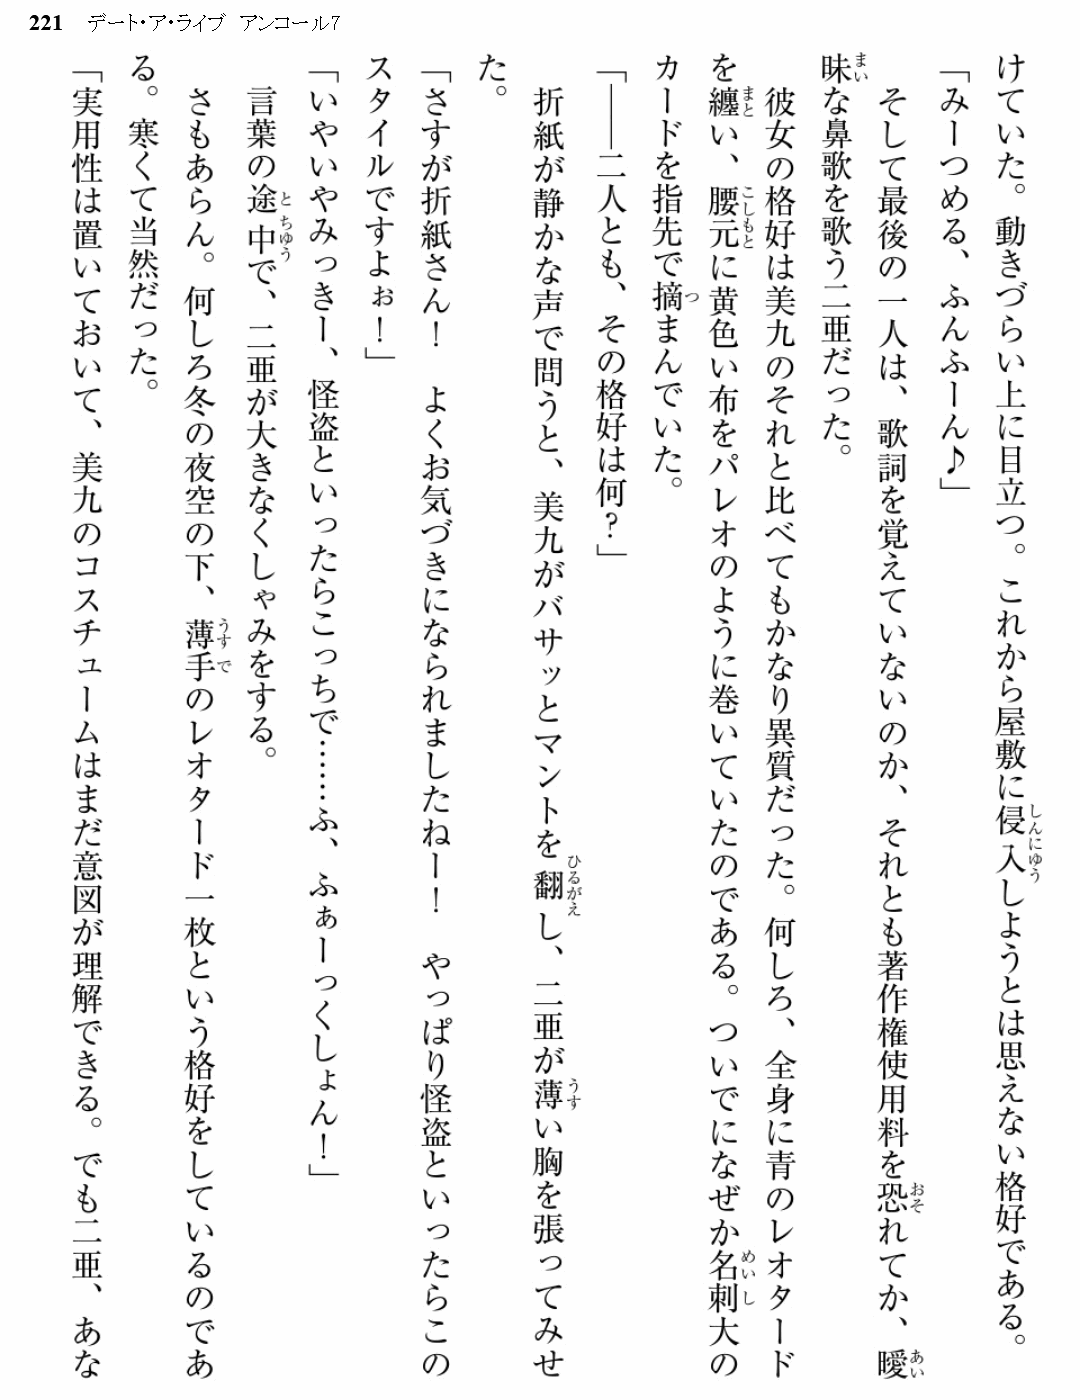 221 デート・ア・ライブ アンコール7
けていた。動きづらい上に目立つ。これから屋敷に侵入しようとは思えない格好である。
「みーつめる、ふんふーん♪」
そして最後の一人は、歌詞を覚えていないのか、それとも著作権使用料を恐れてか、曖
昧な鼻歌を歌う二亜だった。
彼女の格好は美九のそれと比べてもかなり異質だった。何しろ、全身に青のレオタード
を纏い、腰元に黄色い布をパレオのように巻いていたのである。ついでになぜか名刺大の
カードを指先で摘まんでいた。
「――二人とも、その格好は何？」
折紙が静かな声で問うと、美九がバサッとマントを翻し、二亜が薄い胸を張ってみせ
た。
「さすが折紙さん！　よくお気づきになられましたねー！　やっぱり怪盗といったらこの
スタイルですよぉ！」
「いやいやみっきー、怪盗といったらこっちで……ふ、ふぁーっくしょん！」
言葉の途中で、二亜が大きなくしゃみをする。
さもあらん。何しろ冬の夜空の下、薄手のレオタード一枚という格好をしているのであ
る。寒くて当然だった。
「実用性は置いておいて、美九のコスチュームはまだ意図が理解できる。でも二亜、あな